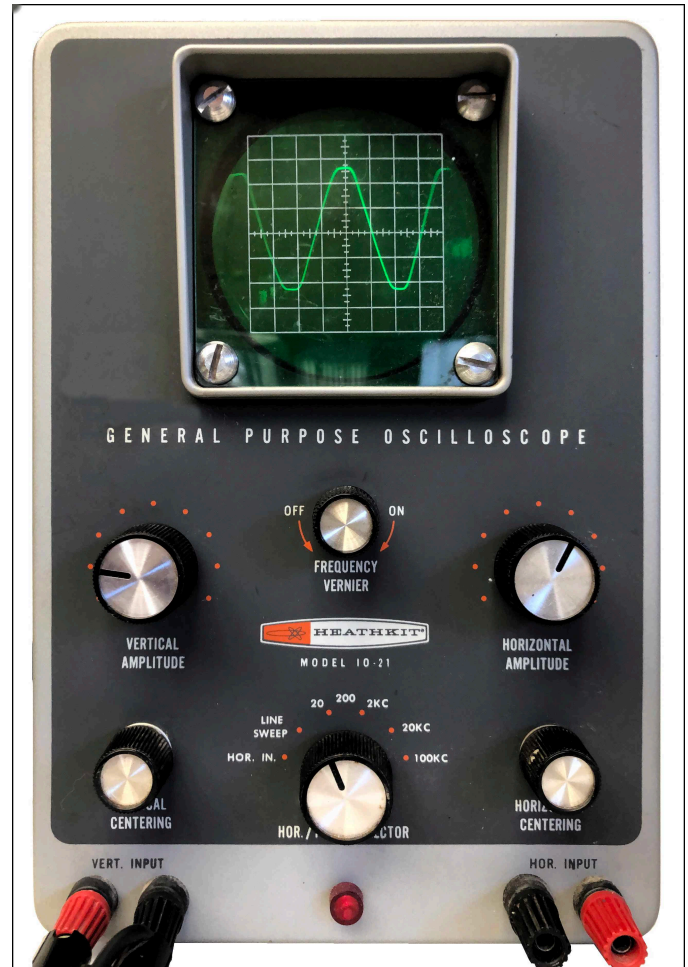 GENERAL PURPOSE OSCILLOSCOPE
OFF ON
FREQUENCY
VERNIER
VERTICAL
AMPLITUDE
HEATHKIT®
MODEL IO-21
HORIZONTAL
AMPLITUDE
20 200 2KC
LINE
SWEEP
20KC
HOR. IN.
100KC
CENTERING
HOR./
CENTERING
VERT. INPUT
HOR. INPUT